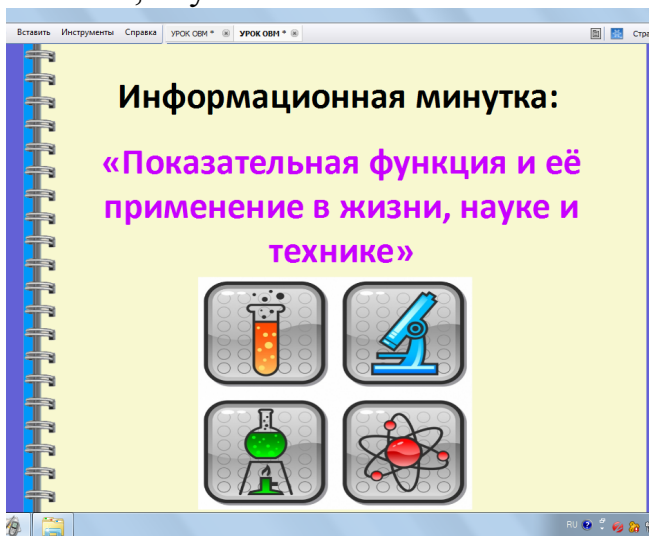 Вставить Инструменты Справка УРОК ОВМ * УРОК ОВМ * Стра
Информационная минутка:
«Показательная функция и её
применение в жизни, науке и
технике»
RU